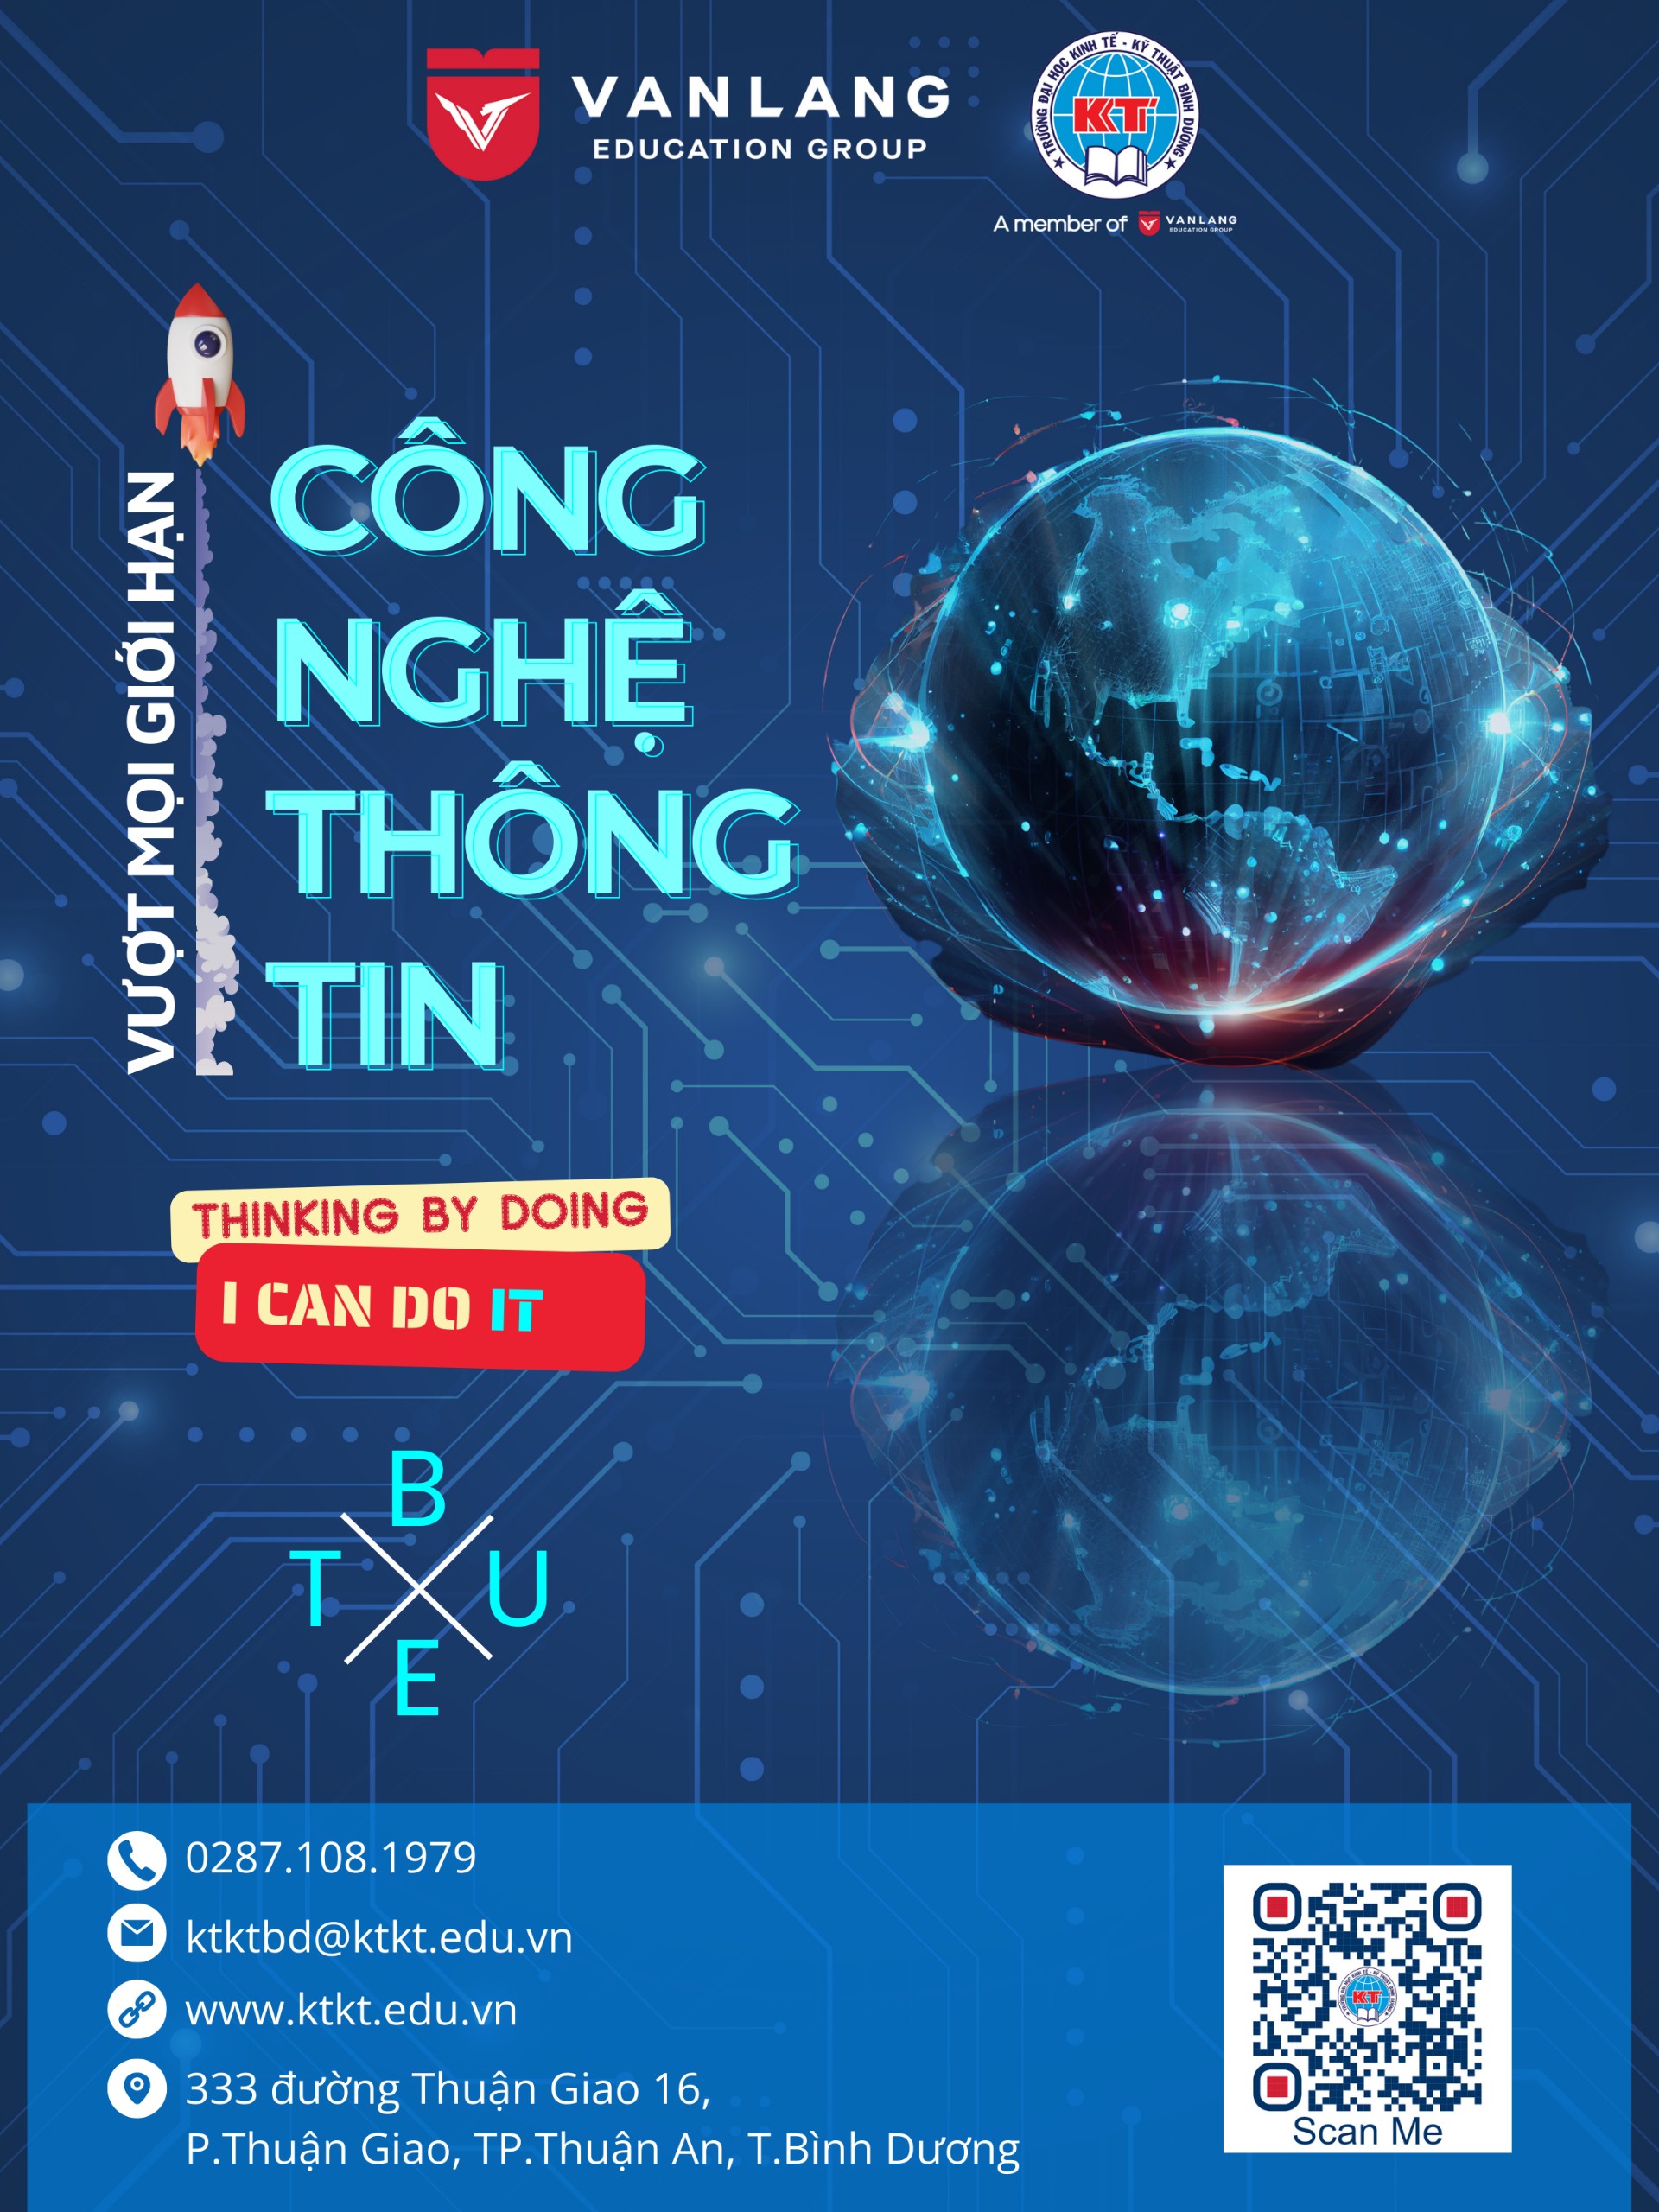 VANLANG
EDUCATION GROUP
TRƯỜNG ĐẠI HỌC KINH TẾ - KỸ THUẬT BÌNH DƯƠNG
KTKT
A member of VANLANG EDUCATION GROUP
VƯỢT MỌI GIỚI HẠN
CÔNG
NGHỆ
THÔNG
TIN
THINKING BY DOING
I CAN DO IT
B
T U
E
0287.108.1979
ktktbd@ktkt.edu.vn
www.ktkt.edu.vn
333 đường Thuận Giao 16,
P.Thuận Giao, TP.Thuận An, T.Bình Dương
Scan Me